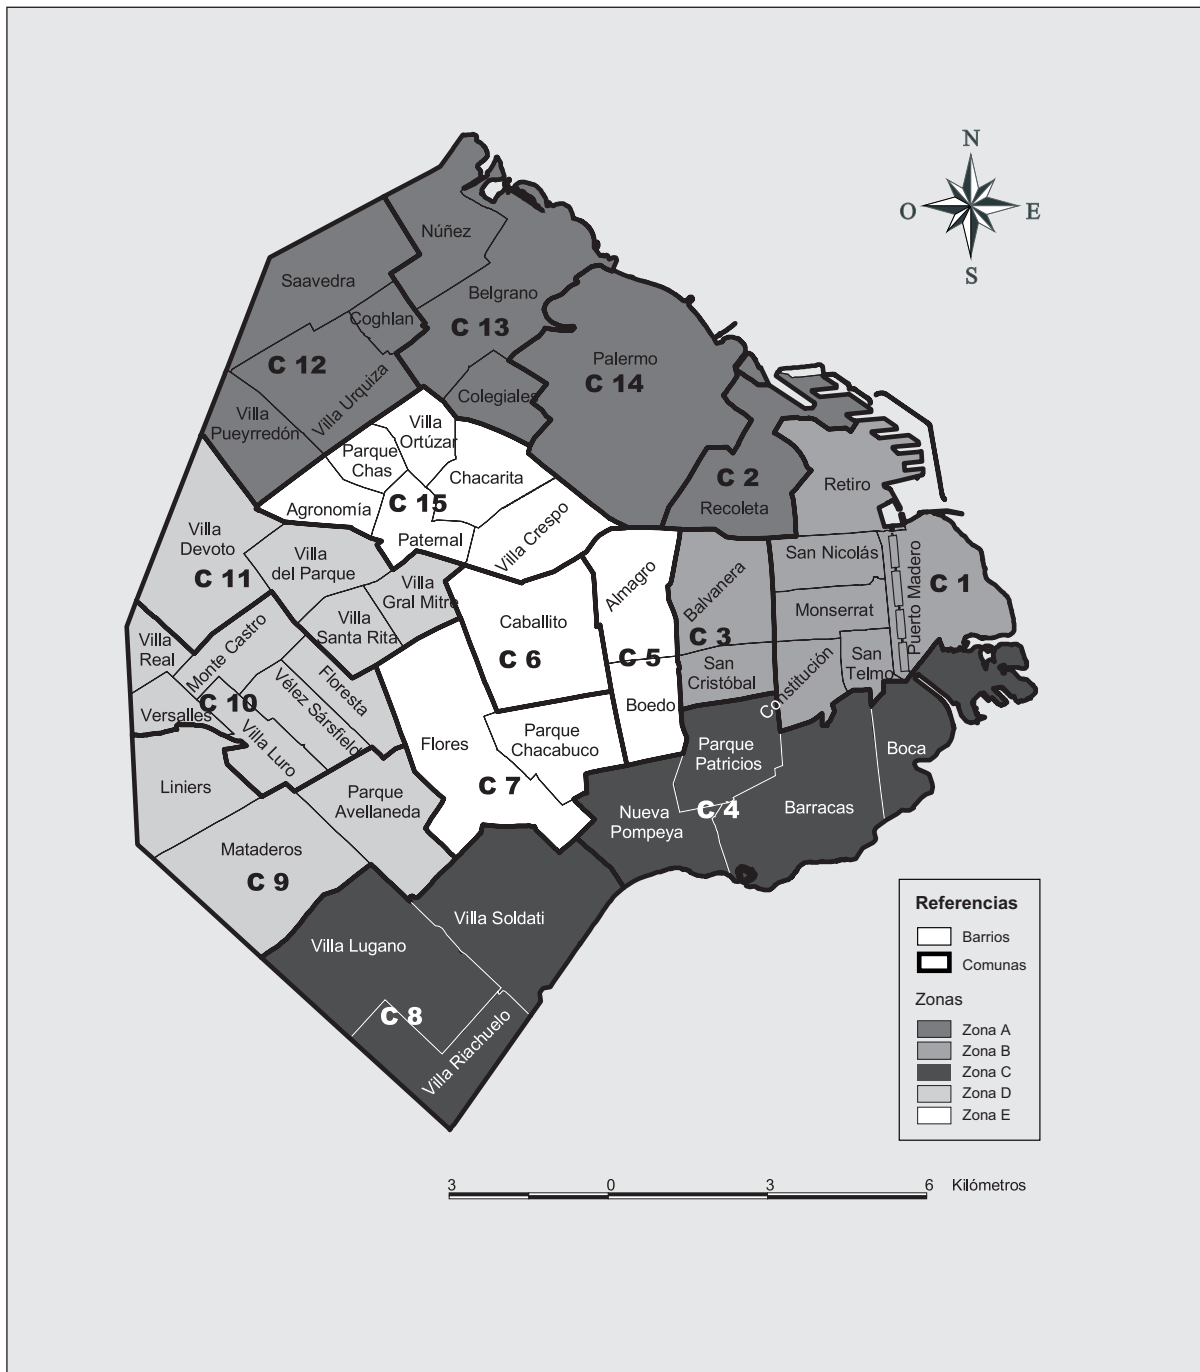 N
O
E
S
Núñez
Saavedra
Belgrano
Coghlan
C 13
C 12
Palermo
C 14
Villa Urquiza
Colegiales
Villa
Pueyrredón
Villa
Ortúzar
Parque
Chas
Chacarita
C 2
Recoleta
Retiro
Agronomía
C 15
Paternal
Villa Crespo
Villa
Devoto
C 11
Villa
del Parque
Villa
Gral Mitre
Villa
Santa Rita
San Nicolás
Almagro
Balvanera
Puerto Madero
C 1
Caballito
C 6
Monserrat
C 3
C 5
Villa
Real
Monte Castro
Floresta
San
Cristóbal
Constitución
San
Telmo
Versalles
C 10
Vélez Sársfield
Villa Luro
Boedo
Flores
Parque
Chacabuco
Parque
Patricios
Boca
Liniers
C 7
Parque
Avellaneda
Nueva
Pompeya
C 4
Barracas
Mataderos
C 9
Villa Soldati
Villa Lugano
C 8
Villa Riachuelo
Referencias
Barrios
Comunas
Zonas
Zona A
Zona B
Zona C
Zona D
Zona E
3 0 3 6 Kilómetros